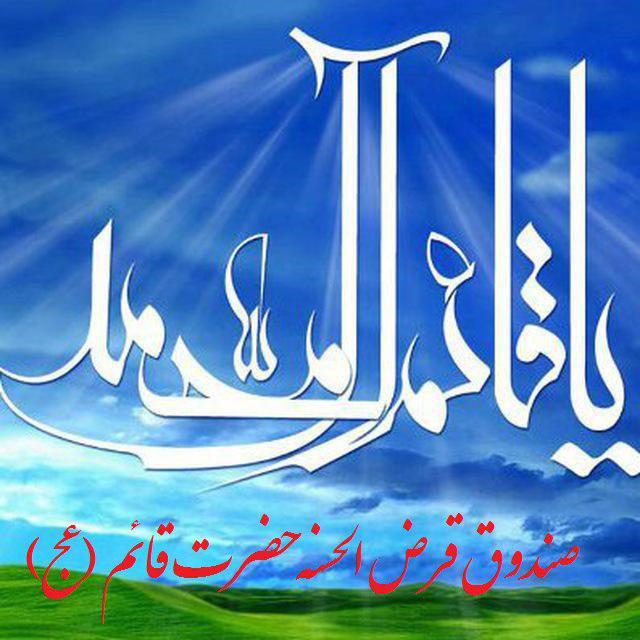 یا قائم آل محمد
صندوق قرض الحسنه حضرت قائم (عج)